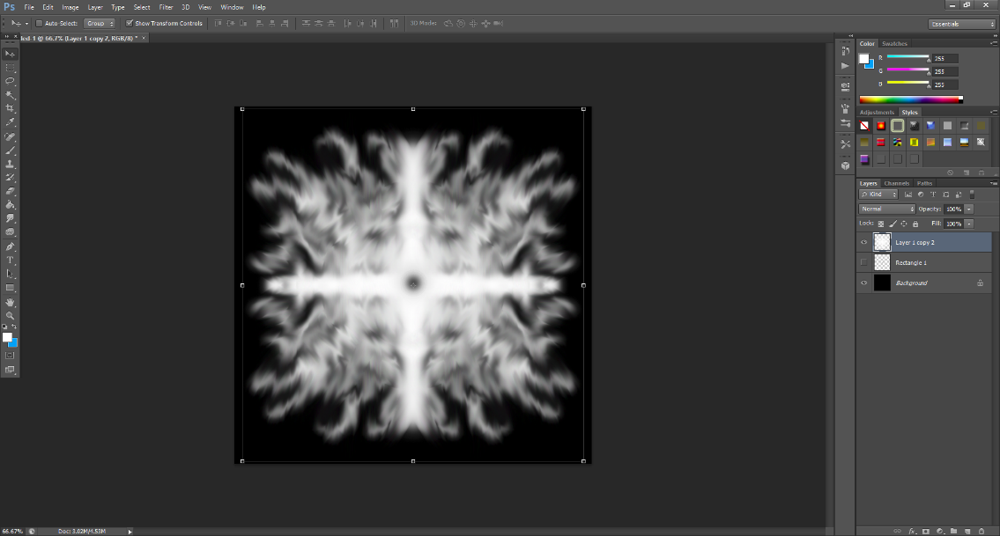 Ps File Edit Image Layer Type Select Filter 3D View Window Help
Auto-Select: Group Show Transform Controls 3D Mode: Essentials
ted-1 @ 66.7% (Layer 1 copy 2, RGB/8) * ×
Color Swatches
R 255
G 255
B 255
Adjustments Styles
Layers Channels Paths
Kind
Normal Opacity: 100%
Lock: Fill: 100%
Layer 1 copy 2
Rectangle 1
Background
66.67% Doc: 3.02M/4.53M